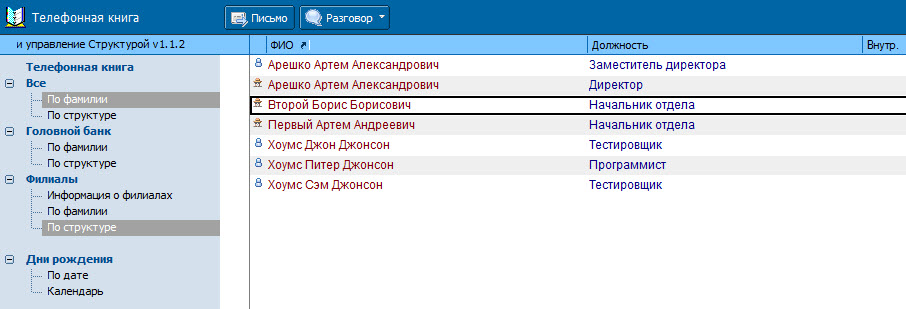 Телефонная книга
Письмо
Разговор
и управление Структурой v1.1.2
ФИО Должность Внутр.
Телефонная книга
Все
По фамилии
По структуре
Головной банк
По фамилии
По структуре
Филиалы
Информация о филиалах
По фамилии
По структуре
Дни рождения
По дате
Календарь
Арешко Артем Александрович Заместитель директора
Арешко Артем Александрович Директор
Второй Борис Борисович Начальник отдела
Первый Артем Андреевич Начальник отдела
Хоумс Джон Джонсон Тестировщик
Хоумс Питер Джонсон Программист
Хоумс Сэм Джонсон Тестировщик